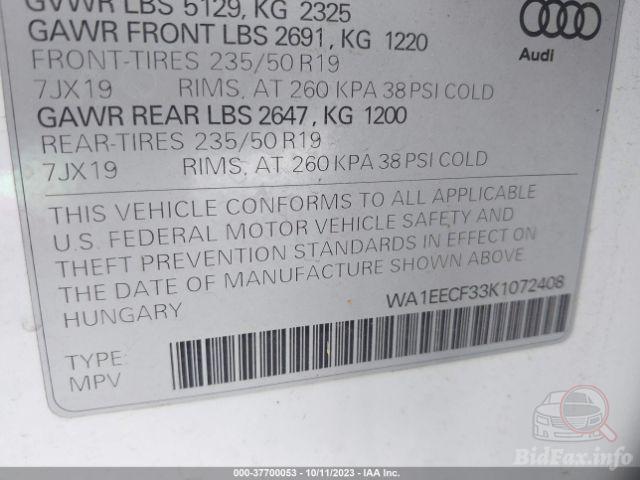 GVWR LBS 5129, KG 2325
GAWR FRONT LBS 2691, KG 1220
FRONT-TIRES 235/50 R19
7JX19 RIMS, AT 260 KPA 38 PSI COLD
GAWR REAR LBS 2647, KG 1200
REAR-TIRES 235/50 R19
7JX19 RIMS, AT 260 KPA 38 PSI COLD
Audi
THIS VEHICLE CONFORMS TO ALL APPLICABLE
U.S. FEDERAL MOTOR VEHICLE SAFETY AND
THEFT PREVENTION STANDARDS IN EFFECT ON
THE DATE OF MANUFACTURE SHOWN ABOVE
HUNGARY
WA1EECF33K1072408
TYPE:
MPV
BidFax.info
000-37700053 - 10/11/2023 - IAA Inc.